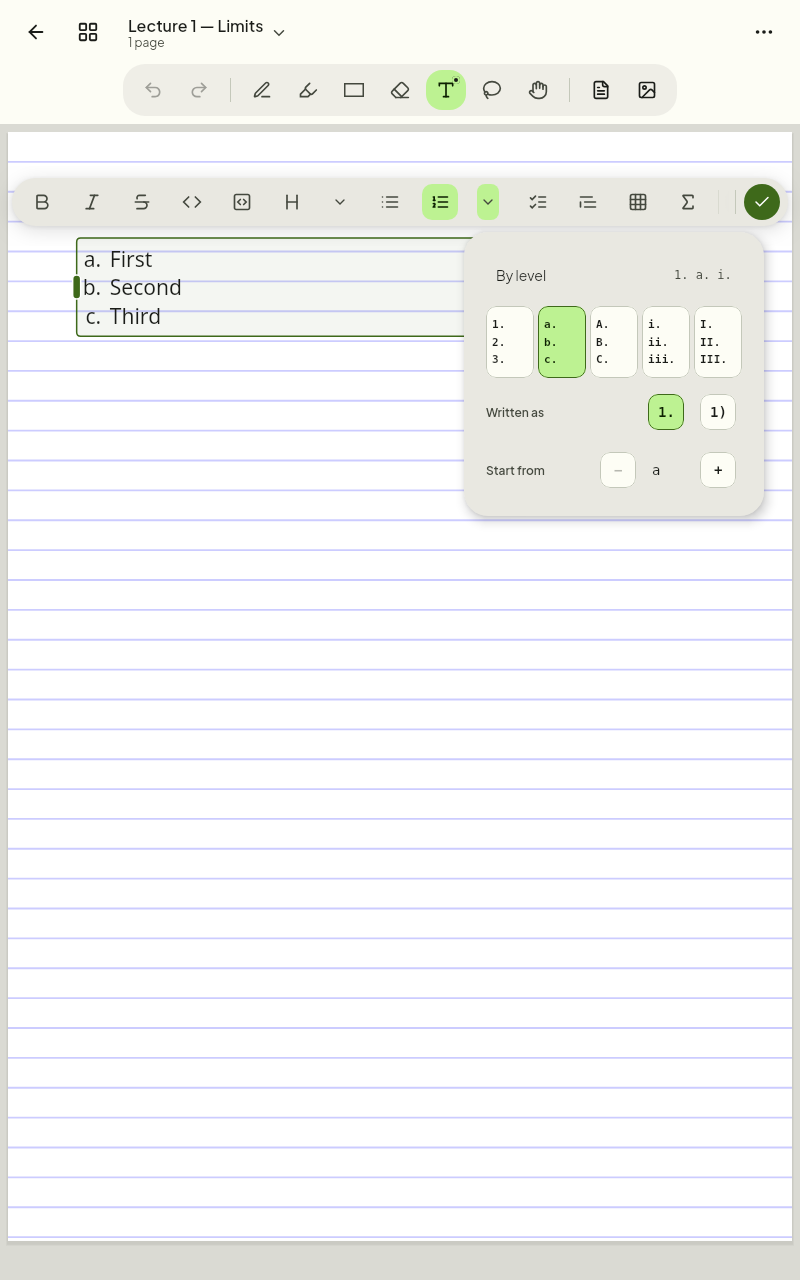 Lecture 1 — Limits
1 page
a. First
b. Second
c. Third
By level 1. a. i.
1. a. A. i. I.
2. b. B. ii. II.
3. c. C. iii. III.
Written as 1. 1)
Start from − a +